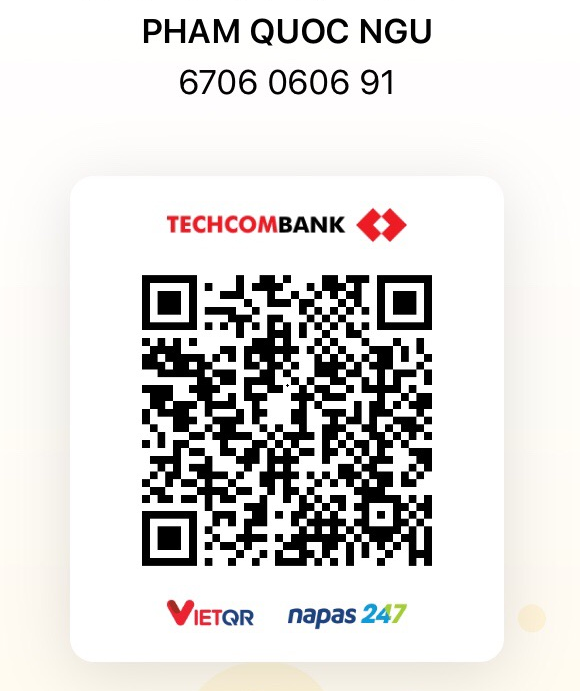 PHAM QUOC NGU
6706 0606 91
TECHCOMBANK
VIETQR
napas 247